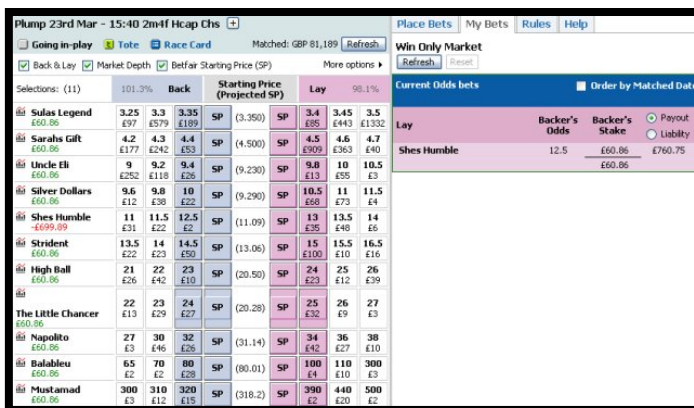 Plump 23rd Mar - 15:40 2m4f Hcap Chs +
Going in-play Tote Race Card Matched: GBP 81,189 Refresh
Back & Lay Market Depth Betfair Starting Price (SP) More options
Selections: (11) 101.3% Back Starting Price (Projected SP) Lay 98.1%
Sulas Legend 3.25 3.3 3.35 SP (3.350) SP 3.4 3.45 3.5
£60.86 £97 £579 £189 £85 £443 £1332
Sarahs Gift 4.2 4.3 4.4 SP (4.500) SP 4.5 4.6 4.7
£60.86 £177 £242 £53 £909 £363 £40
Uncle Eli 9 9.2 9.4 SP (9.230) SP 9.8 10 10.5
£60.86 £252 £118 £26 £13 £55 £3
Silver Dollars 9.6 9.8 10 SP (9.290) SP 10.5 11 11.5
£60.86 £12 £38 £22 £68 £73 £4
Shes Humble 11 11.5 12.5 SP (11.09) SP 13 13.5 14
-£699.89 £31 £22 £2 £35 £48 £6
Strident 13.5 14 14.5 SP (13.06) SP 15 15.5 16.5
£60.86 £22 £23 £50 £100 £10 £16
High Ball 21 22 23 SP (20.50) SP 24 25 26
£60.86 £26 £42 £10 £23 £12 £39
The Little Chancer 22 23 24 SP (20.28) SP 25 26 27
£60.86 £13 £29 £27 £32 £9 £3
Napolito 27 30 32 SP (31.14) SP 34 36 38
£60.86 £3 £46 £26 £42 £27 £10
Balableu 65 70 80 SP (80.01) SP 100 110 300
£60.86 £2 £2 £28 £4 £10 £3
Mustamad 300 310 320 SP (318.2) SP 390 440 500
£60.86 £3 £12 £15 £2 £20 £2
Place Bets My Bets Rules Help
Win Only Market
Refresh Reset
Current Odds bets Order by Matched Date
Lay Backer's Odds Backer's Stake Payout
Liability
Shes Humble 12.5 £60.86 £760.75
£60.86